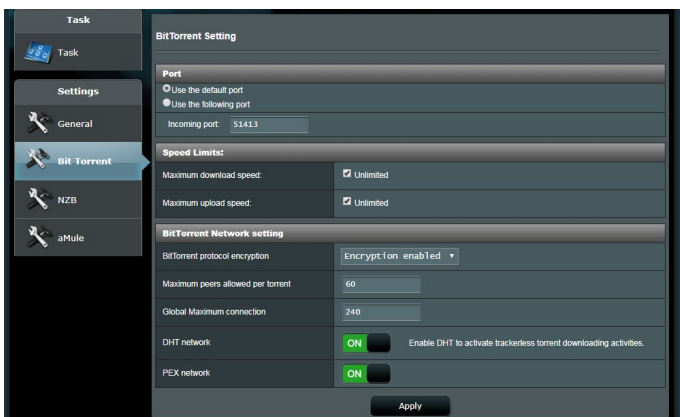 Task
Task
Settings
General
Bit Torrent
NZB
aMule
BitTorrent Setting
Port
Use the default port
Use the following port
Incoming port: 51413
Speed Limits:
Maximum download speed: Unlimited
Maximum upload speed: Unlimited
BitTorrent Network setting
BitTorrent protocol encryption Encryption enabled
Maximum peers allowed per torrent 60
Global Maximum connection 240
DHT network ON Enable DHT to activate trackerless torrent downloading activities.
PEX network ON
Apply